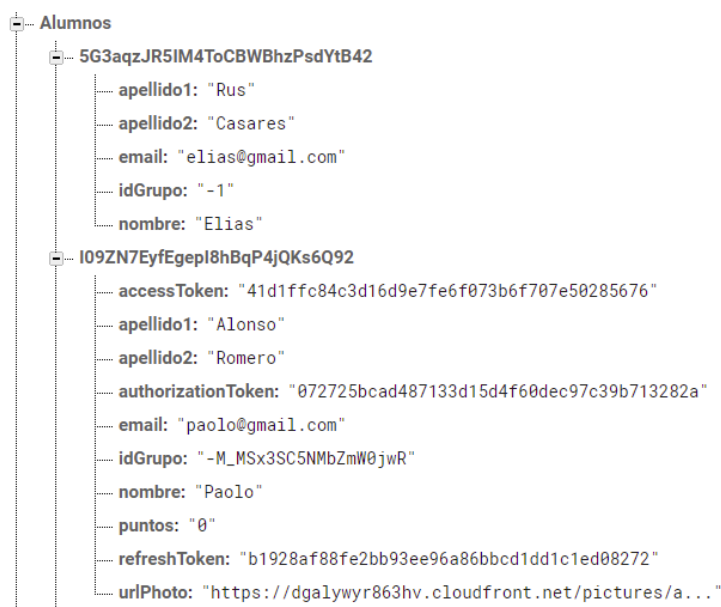 Alumnos
5G3aqzJR5IM4ToCBWBhzPsdYtB42
apellido1: "Rus"
apellido2: "Casares"
email: "elias@gmail.com"
idGrupo: "-1"
nombre: "Elias"
I09ZN7EyfEgepI8hBqP4jQKs6Q92
accessToken: "41d1ffc84c3d16d9e7fe6f073b6f707e50285676"
apellido1: "Alonso"
apellido2: "Romero"
authorizationToken: "072725bcad487133d15d4f60dec97c39b713282a"
email: "paolo@gmail.com"
idGrupo: "-M_MSx3SC5NMbZmW0jwR"
nombre: "Paolo"
puntos: "0"
refreshToken: "b1928af88fe2bb93ee96a86bbcd1dd1c1ed08272"
urlPhoto: "https://dgalywyr863hv.cloudfront.net/pictures/a..."